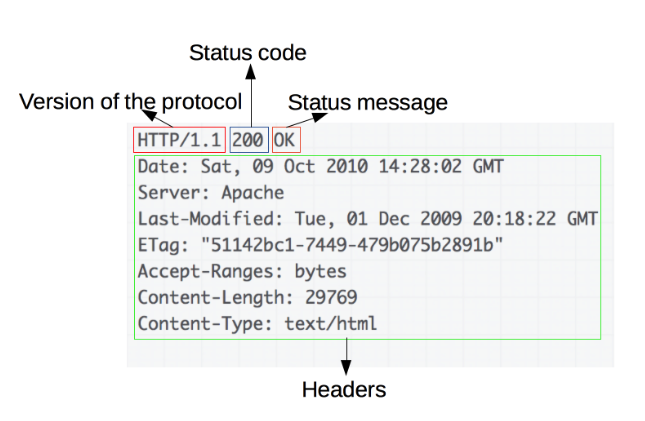 Status code
Version of the protocol
Status message
HTTP/1.1 200 OK
Date: Sat, 09 Oct 2010 14:28:02 GMT
Server: Apache
Last-Modified: Tue, 01 Dec 2009 20:18:22 GMT
ETag: "51142bc1-7449-479b075b2891b"
Accept-Ranges: bytes
Content-Length: 29769
Content-Type: text/html
Headers